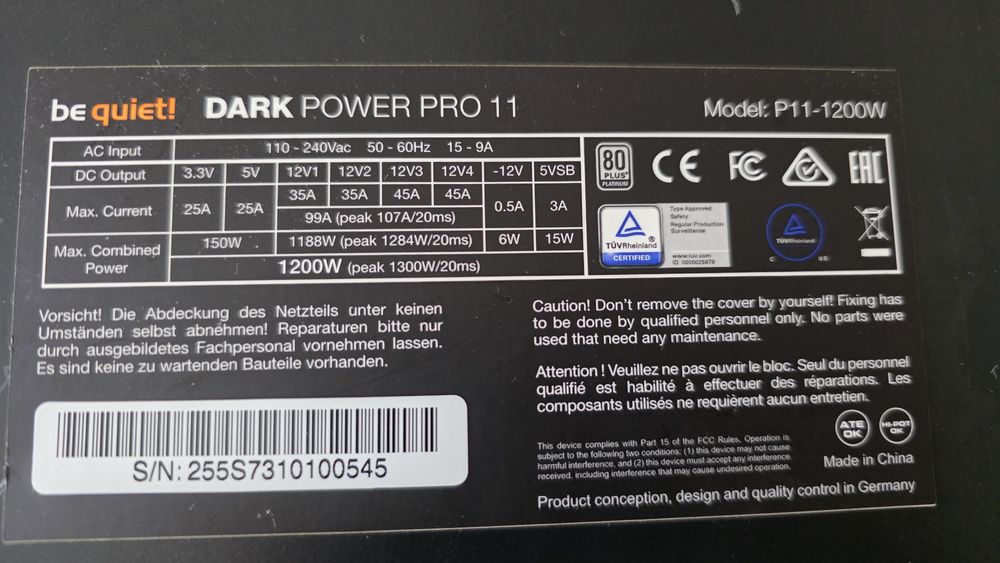 be quiet! DARK POWER PRO 11 Model: P11-1200W
AC Input 110 - 240Vac 50 - 60Hz 15 - 9A
DC Output 3.3V 5V 12V1 12V2 12V3 12V4 -12V 5VSB
Max. Current 25A 25A 35A 35A 45A 45A 0.5A 3A
99A (peak 107A/20ms)
Max. Combined Power 150W 1188W (peak 1284W/20ms) 6W 15W
1200W (peak 1300W/20ms)
80
PLUS
PLATINUM
CE FC EAC
TÜVRheinland
CERTIFIED
Type Approved
Safety
Regular Production
Surveillance
www.tuv.com
TÜVRheinland
C US
Vorsicht! Die Abdeckung des Netzteils unter keinen
Umständen selbst abnehmen! Reparaturen bitte nur
durch ausgebildetes Fachpersonal vornehmen lassen.
Es sind keine zu wartenden Bauteile vorhanden.
S/N: 255S7310100545
Caution! Don't remove the cover by yourself! Fixing has
to be done by qualified personnel only. No parts were
used that need any maintenance.
Attention ! Veuillez ne pas ouvrir le bloc. Seul du personnel
qualifié est habilité à effectuer des réparations. Les
composants utilisés ne requièrent aucun entretien.
ATE
OK
HI-POT
OK
This device complies with Part 15 of the FCC Rules. Operation is
subject to the following two conditions: (1) this device may not cause
harmful interference, and (2) this device must accept any interference
received, including interference that may cause undesired operation.
Made in China
Product conception, design and quality control in Germany